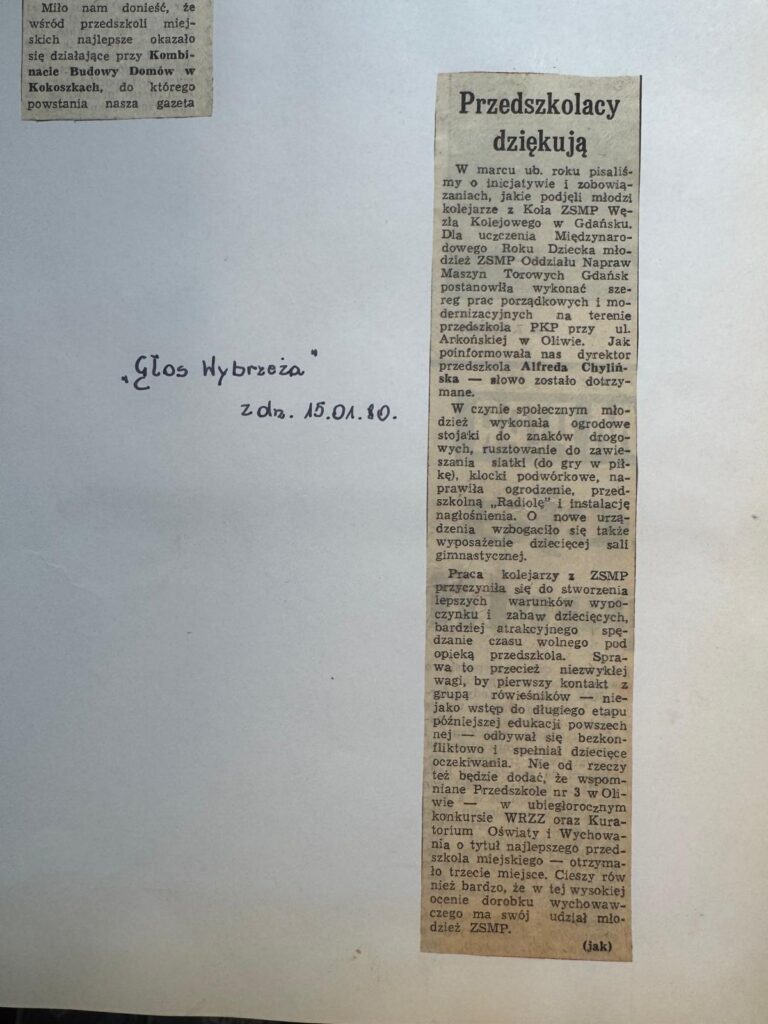 Miło nam donieść, że
wśród przedszkoli miej-
skich najlepsze okazało
się działające przy Kombi-
nacie Budowy Domów w
Kokoszkach, do którego
powstania nasza gazeta
Przedszkolacy
dziękują
W marcu ub. roku pisaliś-
my o inicjatywie i zobowią-
zaniach, jakie podjęli młodzi
kolejarze z Koła ZSMP Wę-
zła Kolejowego w Gdańsku.
Dla uczczenia Międzynaro-
dowego Roku Dziecka mło-
dzież ZSMP Oddziału Napraw
Maszyn Torowych Gdańsk
postanowiła wykonać sze-
reg prac porządkowych i mo-
dernizacyjnych na terenie
przedszkola PKP przy ul.
Arkońskiej w Oliwie. Jak
poinformowała nas dyrektor
przedszkola Alfreda Chyliń-
ska — słowo zostało dotrzy-
mane.
W czynie społecznym mło-
dzież wykonała ogrodowe
stojaki do znaków drogo-
wych, rusztowanie do zawie-
szania siatki (do gry w pił-
kę), klocki podwórkowe, na-
prawiła ogrodzenie, przed-
szkolną „Radiolę" i instalację
nagłośnienia. O nowe urzą-
dzenia wzbogaciło się także
wyposażenie dziecięcej sali
gimnastycznej.
Praca kolejarzy z ZSMP
przyczyniła się do stworzenia
lepszych warunków wypo-
czynku i zabaw dziecięcych,
bardziej atrakcyjnego spę-
dzanie czasu wolnego pod
opieką przedszkola. Spra-
wa to przecież niezwykłej
wagi, by pierwszy kontakt z
grupą rówieśników — nie-
jako wstęp do długiego etapu
późniejszej edukacji powszech
nej — odbywał się bezkon-
fliktowo i spełniał dziecięce
oczekiwania. Nie od rzeczy
też będzie dodać, że wspom-
niane Przedszkole nr 3 w Oli-
wie — w ubiegłorocznym
konkursie WRZZ oraz Kura-
torium Oświaty i Wychowa-
nia o tytuł najlepszego przed-
szkola miejskiego — otrzyma-
ło trzecie miejsce. Cieszy rów
nież bardzo, że w tej wysokiej
ocenie dorobku wychowaw-
czego ma swój udział mło-
dzież ZSMP.
(jak)
„Głos Wybrzeża"
z dn. 15.01.80.